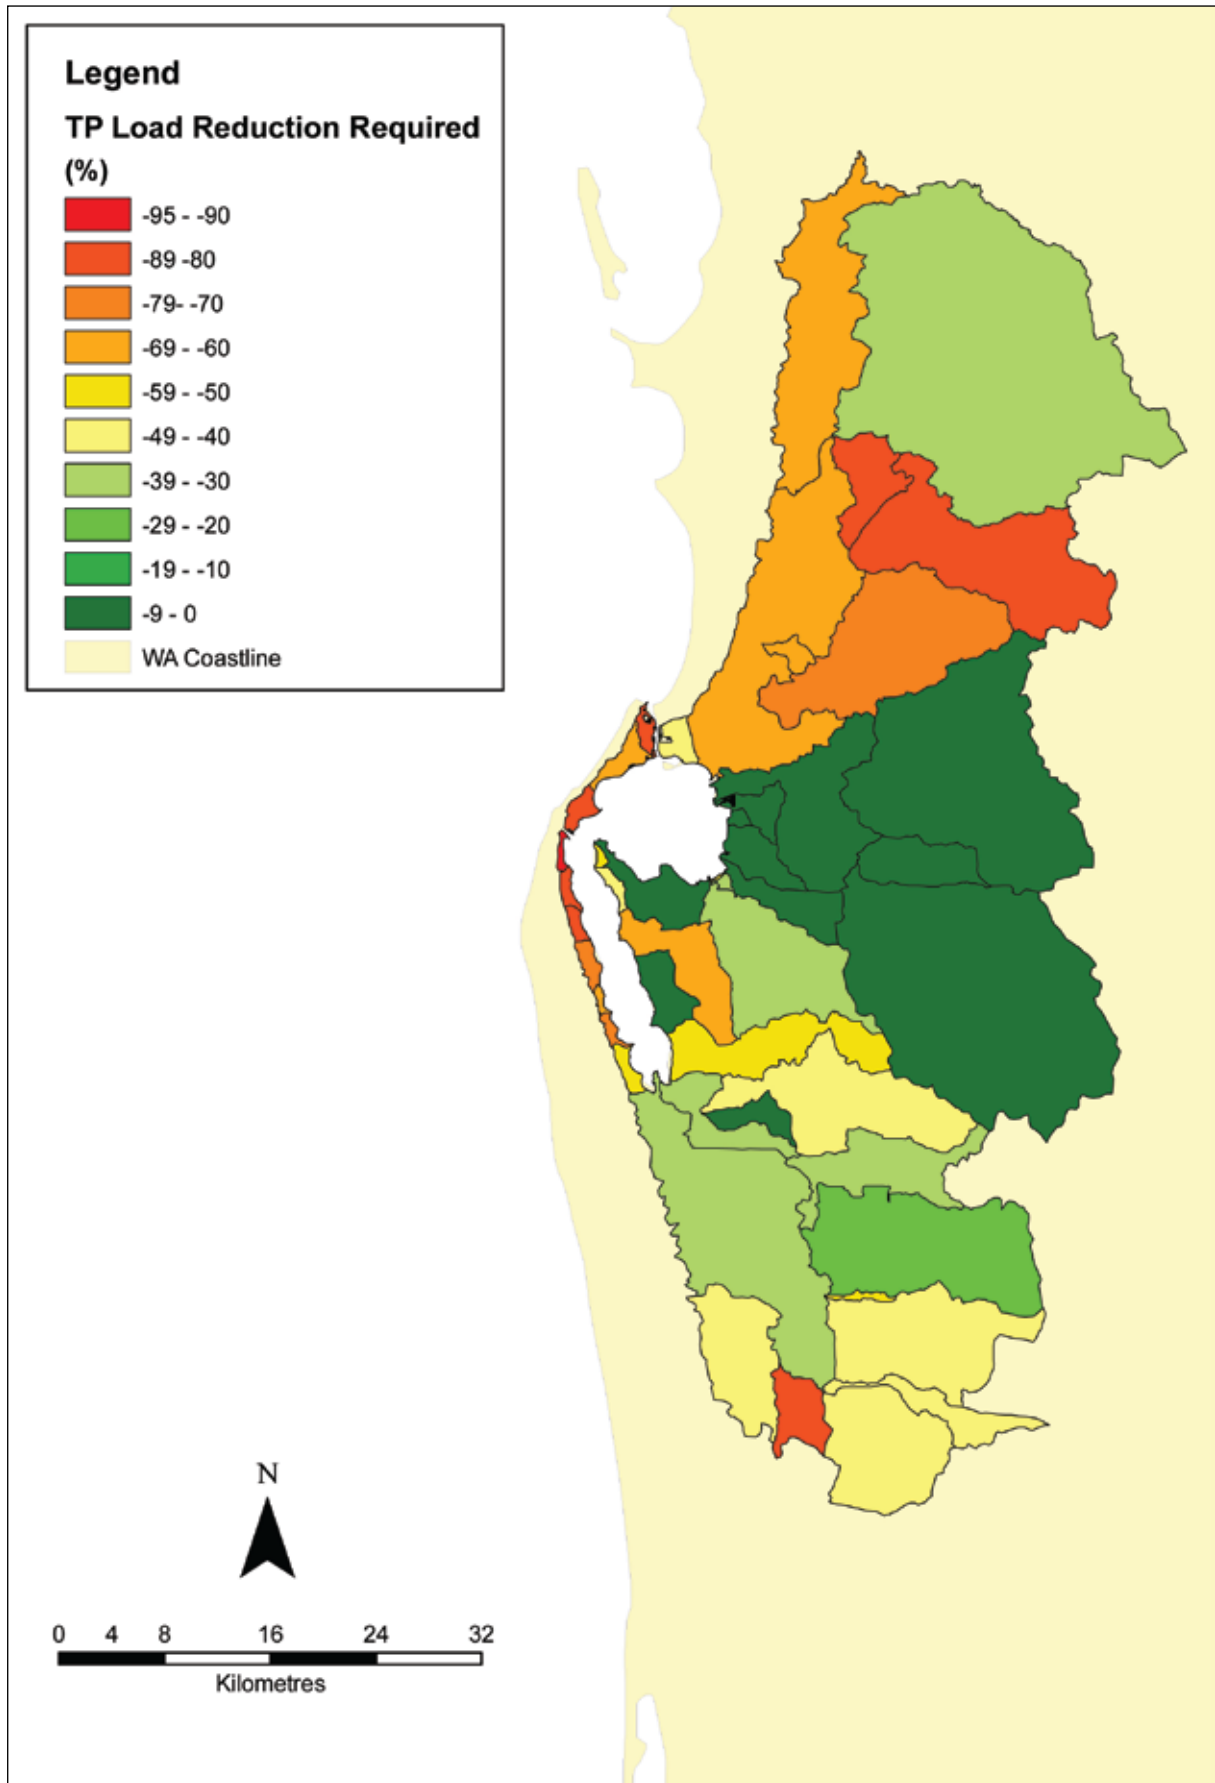 Legend
TP Load Reduction Required
(%)
-95 - -90
-89 -80
-79- -70
-69 - -60
-59 - -50
-49 - -40
-39 - -30
-29 - -20
-19 - -10
-9 - 0
WA Coastline
N
0 4 8 16 24 32
Kilometres